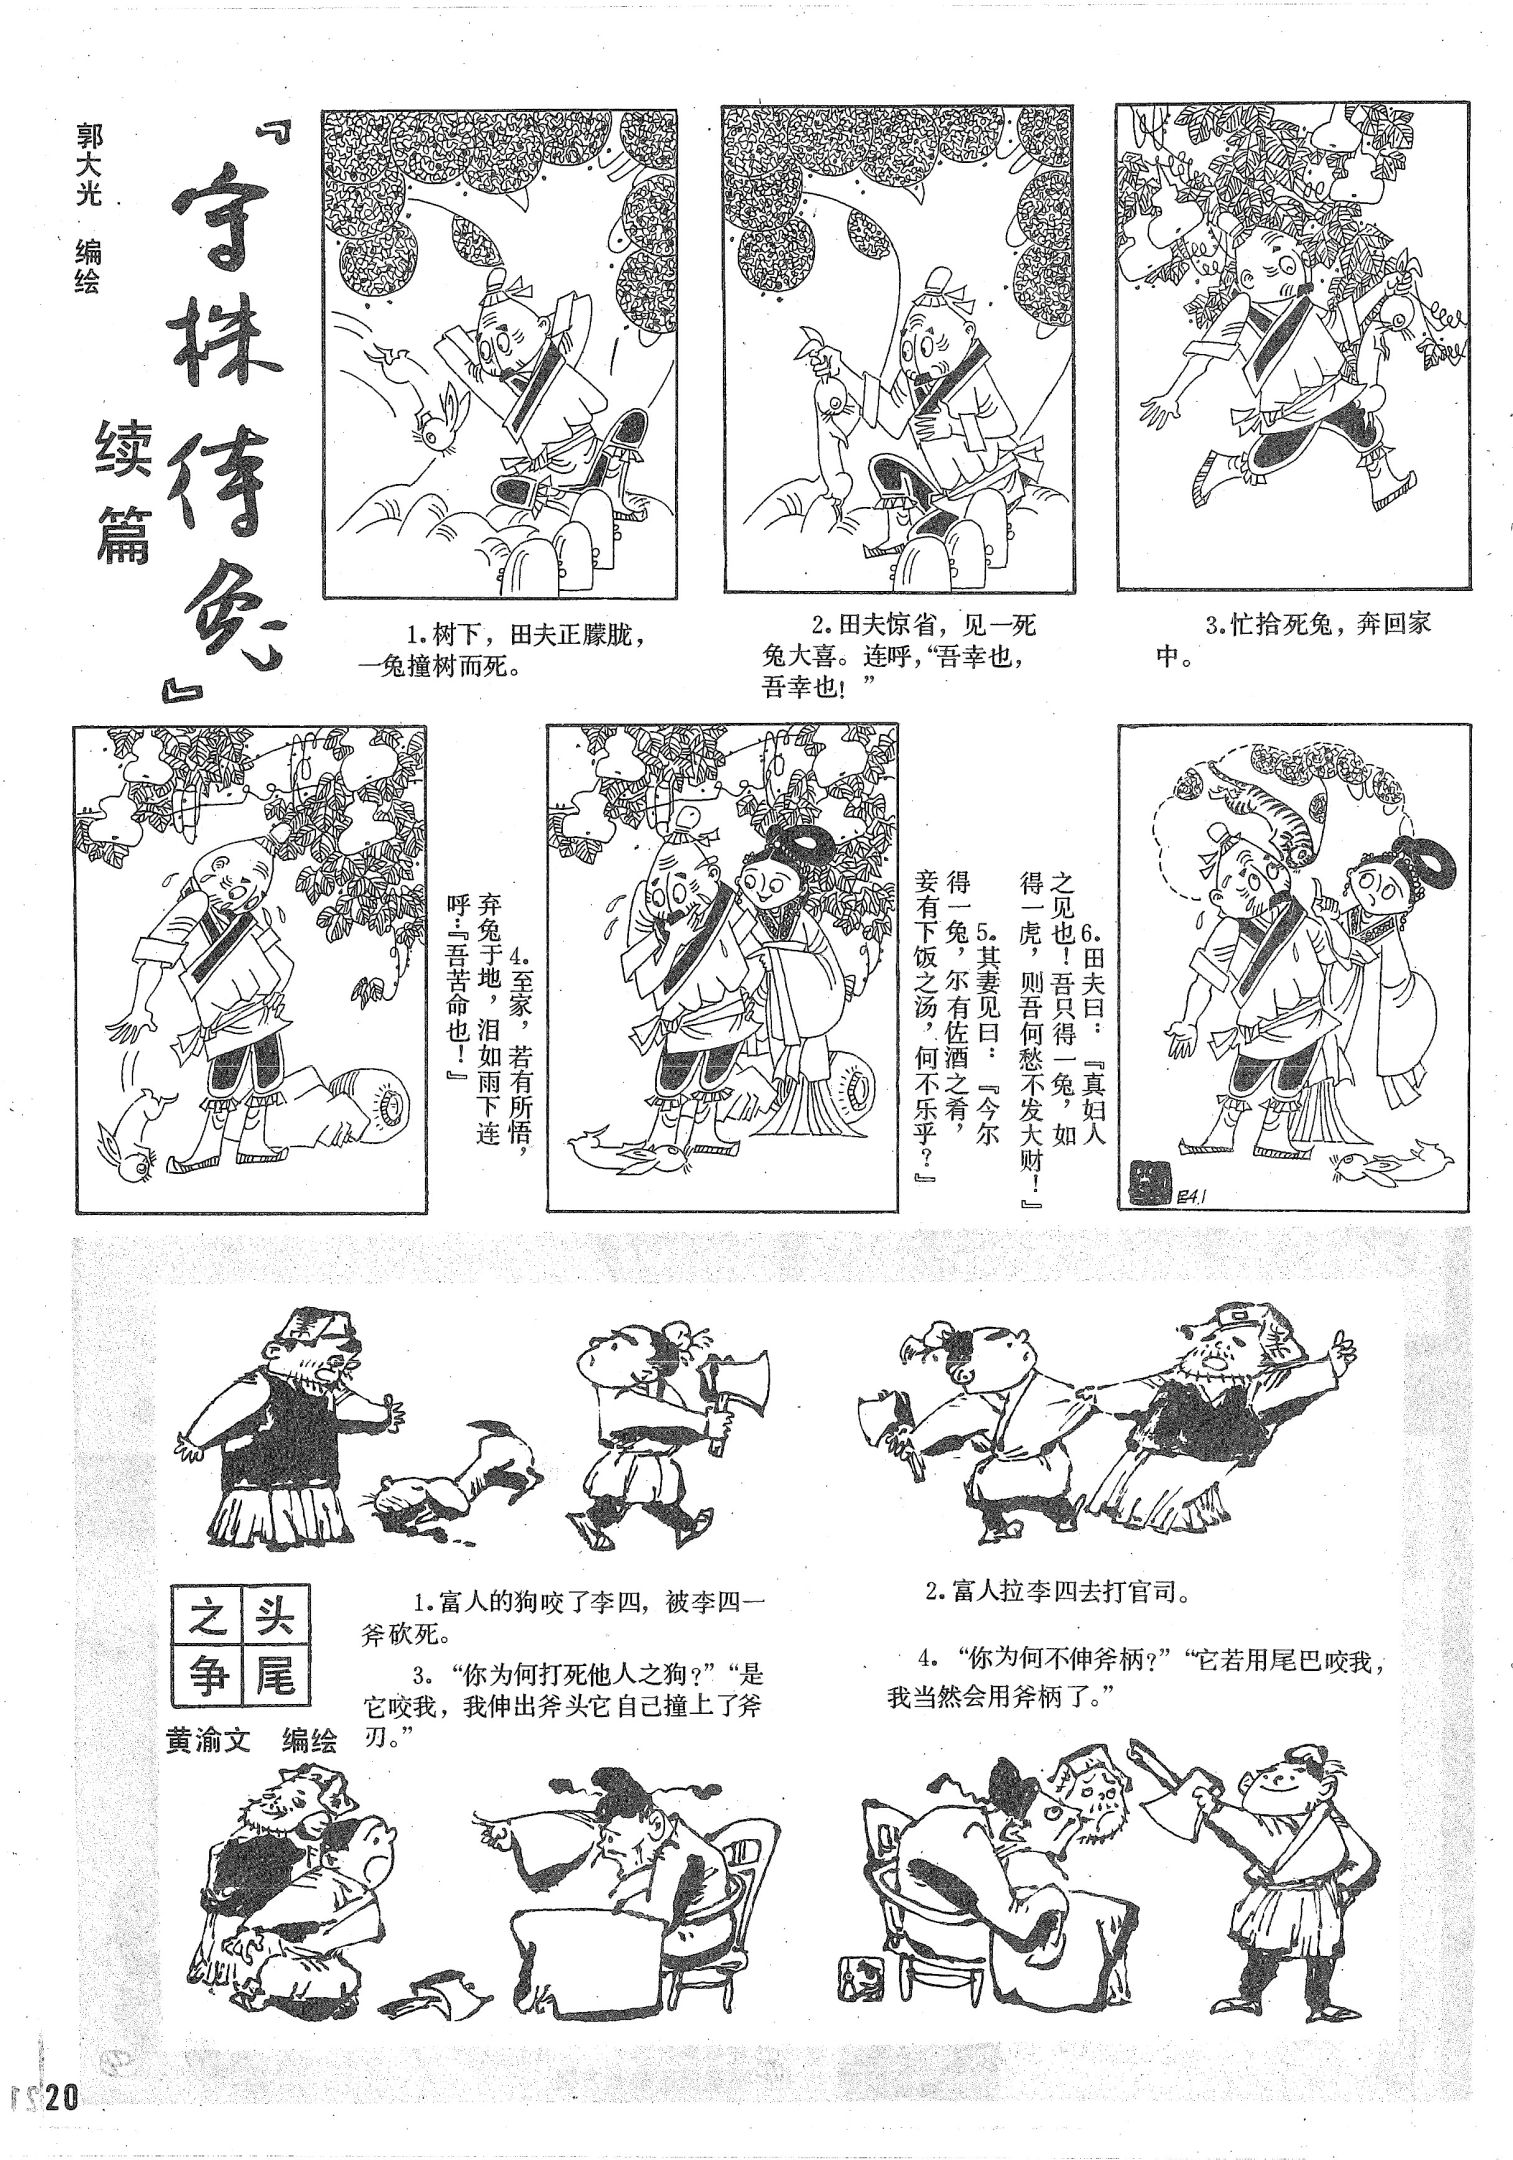 『守株待兔』
续篇
郭大光 编绘
1.树下，田夫正朦胧，
一兔撞树而死。
2.田夫惊省，见一死
兔大喜。连呼，“吾幸也，
吾幸也！”
3.忙拾死兔，奔回家
中。
4.至家，若有所悟，
弃兔于地，泪如雨下连
呼：『吾苦命也！』
5.其妻见曰：『今尔
得一兔，尔有佐酒之肴，
妾有下饭之汤，何不乐乎？』
6.田夫曰：『真妇人
之见也！吾只得一兔，如
得一虎，则吾何愁不发大财！』
E4.1
头尾
之争
黄渝文 编绘
1.富人的狗咬了李四，被李四一
斧砍死。
2.富人拉李四去打官司。
3. “你为何打死他人之狗？”“是
它咬我，我伸出斧头它自己撞上了斧
刃。”
4. “你为何不伸斧柄？”“它若用尾巴咬我，
我当然会用斧柄了。”
20